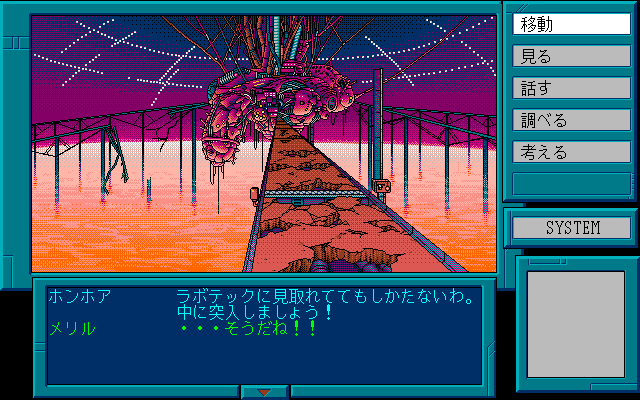 移動
見る
話す
調べる
考える
SYSTEM
ホンホア ラボテックに見取れててもしかたないわ。
中に突入しましょう！
メリル ・・・そうだね！！